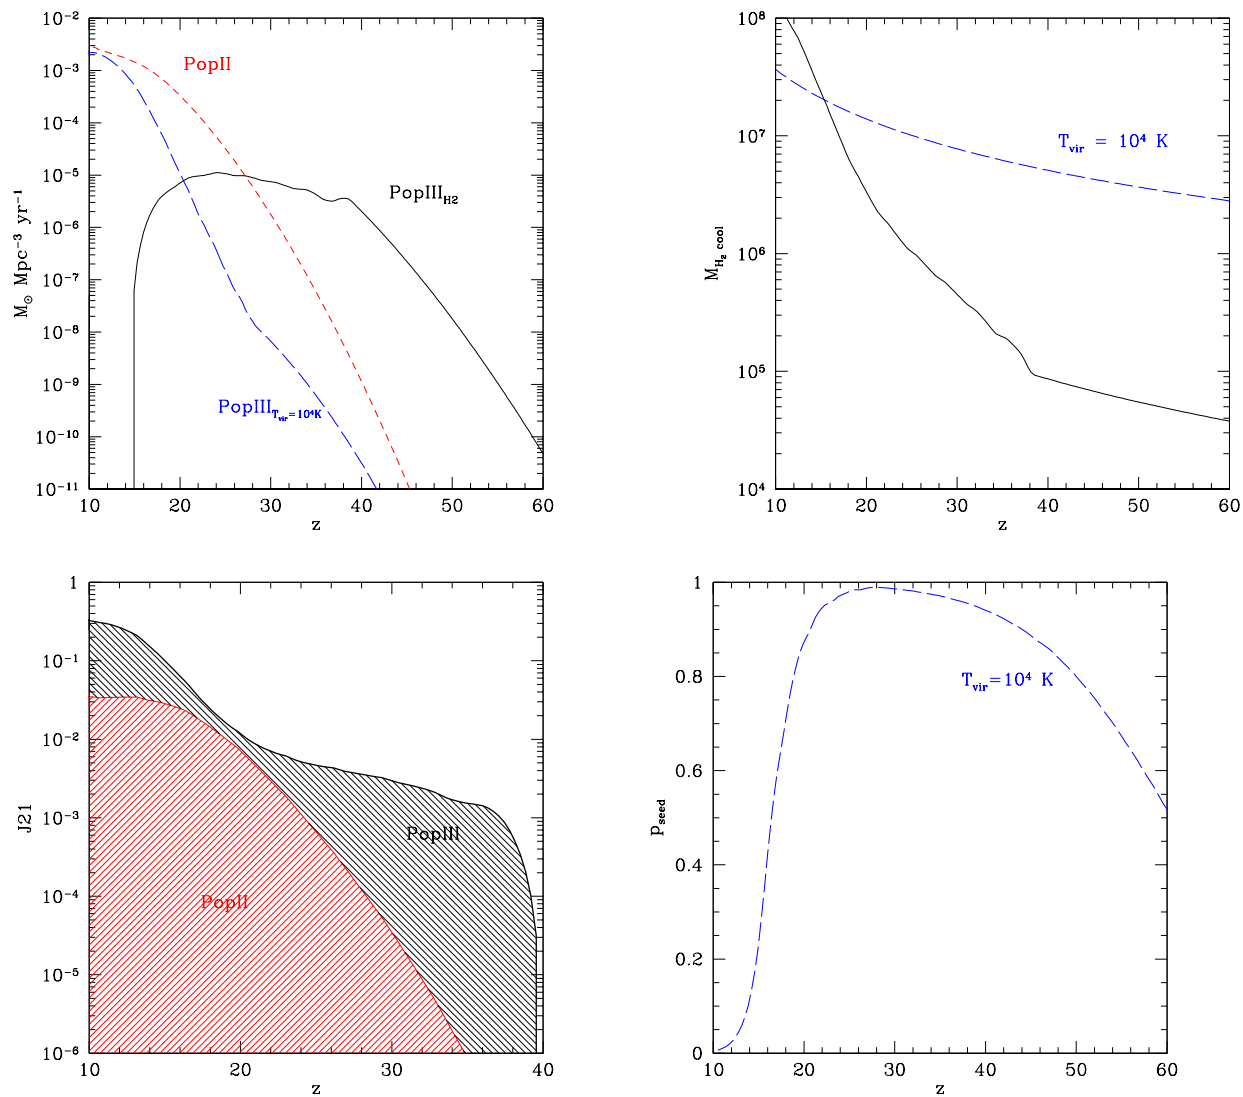 10⁻²
10⁻³
10⁻⁴
10⁻⁵
10⁻⁶
10⁻⁷
10⁻⁸
10⁻⁹
10⁻¹⁰
10⁻¹¹
M☉ Mpc⁻³ yr⁻¹
PopII
PopIII_H2
PopIII_Tvir=10⁴K
10 20 30 40 50 60
z
10⁸
10⁷
10⁶
10⁵
10⁴
M_H₂ cool
T_vir = 10⁴ K
10 20 30 40 50 60
z
1
10⁻¹
10⁻²
10⁻³
10⁻⁴
10⁻⁵
10⁻⁶
J21
PopIII
PopII
10 20 30 40
z
1
0.8
0.6
0.4
0.2
0
p_seed
T_vir=10⁴ K
10 20 30 40 50 60
z